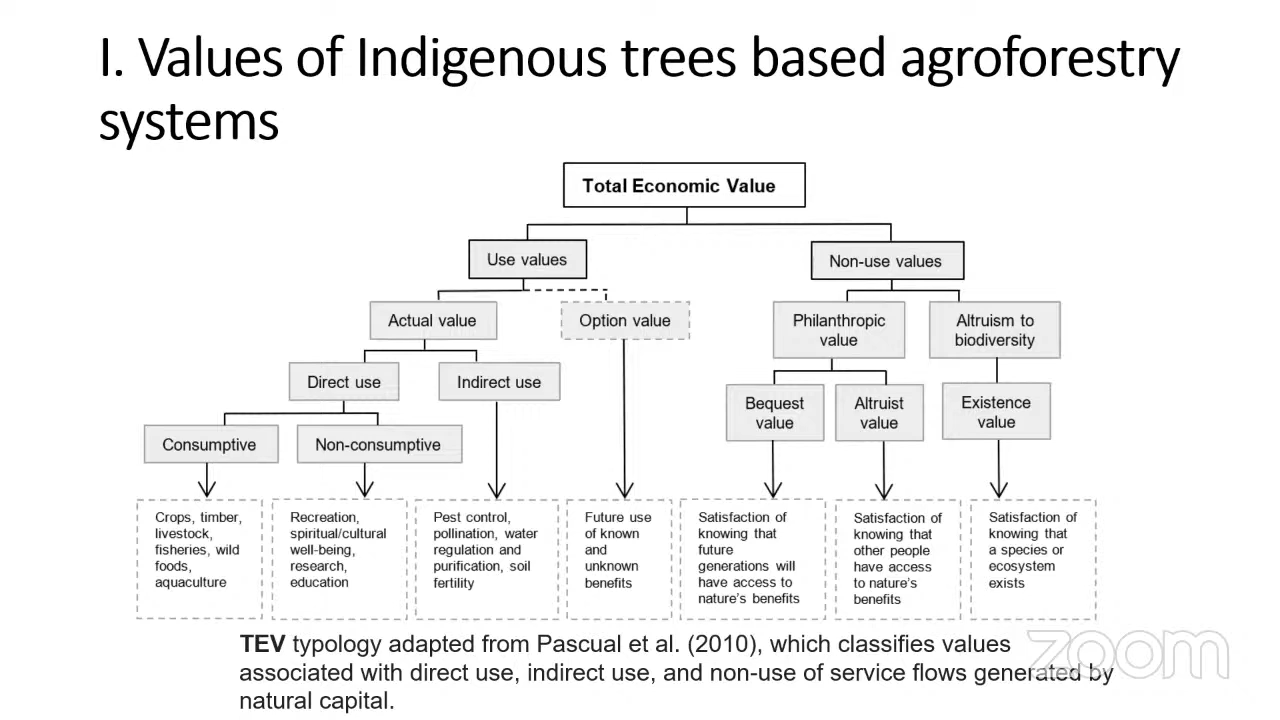 I. Values of Indigenous trees based agroforestry
systems
Total Economic Value
Use values
Non-use values
Actual value
Option value
Philanthropic
value
Altruism to
biodiversity
Direct use
Indirect use
Bequest
value
Altruist
value
Existence
value
Consumptive
Non-consumptive
Crops, timber,
livestock,
fisheries, wild
foods,
aquaculture
Recreation,
spiritual/cultural
well-being,
research,
education
Pest control,
pollination, water
regulation and
purification, soil
fertility
Future use
of known
and
unknown
benefits
Satisfaction of
knowing that
future
generations will
have access to
nature's benefits
Satisfaction of
knowing that
other people
have access
to nature's
benefits
Satisfaction of
knowing that
a species or
ecosystem
exists
TEV typology adapted from Pascual et al. (2010), which classifies values
associated with direct use, indirect use, and non-use of service flows generated by
natural capital.
zoom